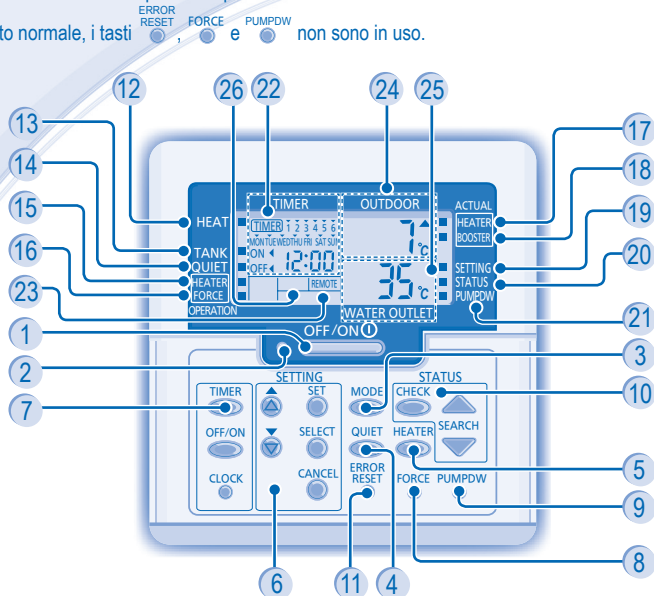 ERROR RESET FORCE PUMPDW
to normale, i tasti , e non sono in uso.
12 26 22 24 25
13
14
15
16
23
1
2
7
17
18
19
20
21
3
10
5
9
8
6 11 4
TIMER OUTDOOR ACTUAL
HEAT
TANK
QUIET
HEATER
FORCE
OPERATION
TIMER 1 2 3 4 5 6
MON TUE WED THU FRI SAT SUN
ON
OFF 12:00
REMOTE
7 °C
35 °C
WATER OUTLET
HEATER
BOOSTER
SETTING
STATUS
PUMPDW
OFF/ON
SETTING STATUS
TIMER SET MODE CHECK
OFF/ON SELECT QUIET HEATER SEARCH
CLOCK CANCEL ERROR RESET FORCE PUMPDW